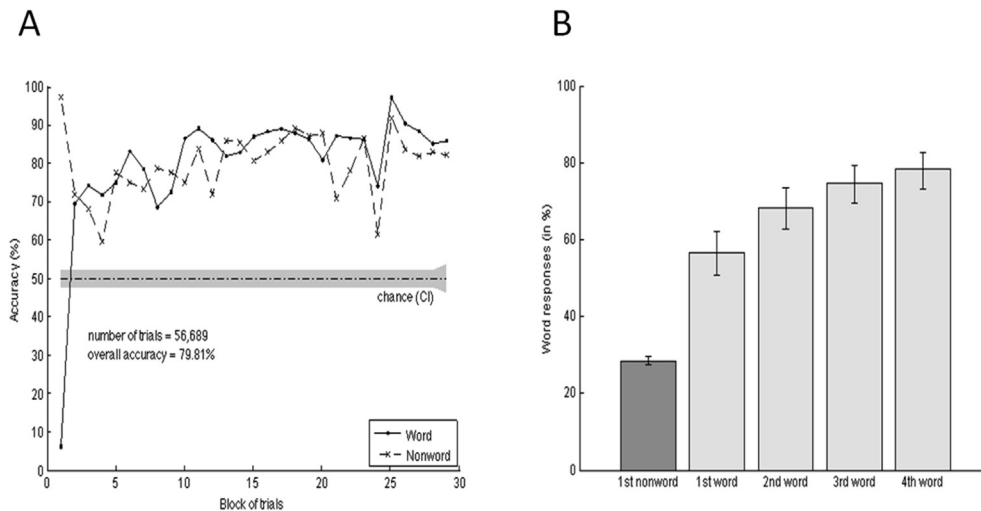 A
B
100
90
80
70
60
50
40
30
20
10
0
Accuracy (%)
chance (CI)
number of trials = 56,689
overall accuracy = 79.81%
Word
Nonword
0
5
10
15
20
25
30
Block of trials
100
80
60
40
20
0
Word responses (in %)
1st nonword
1st word
2nd word
3rd word
4th word